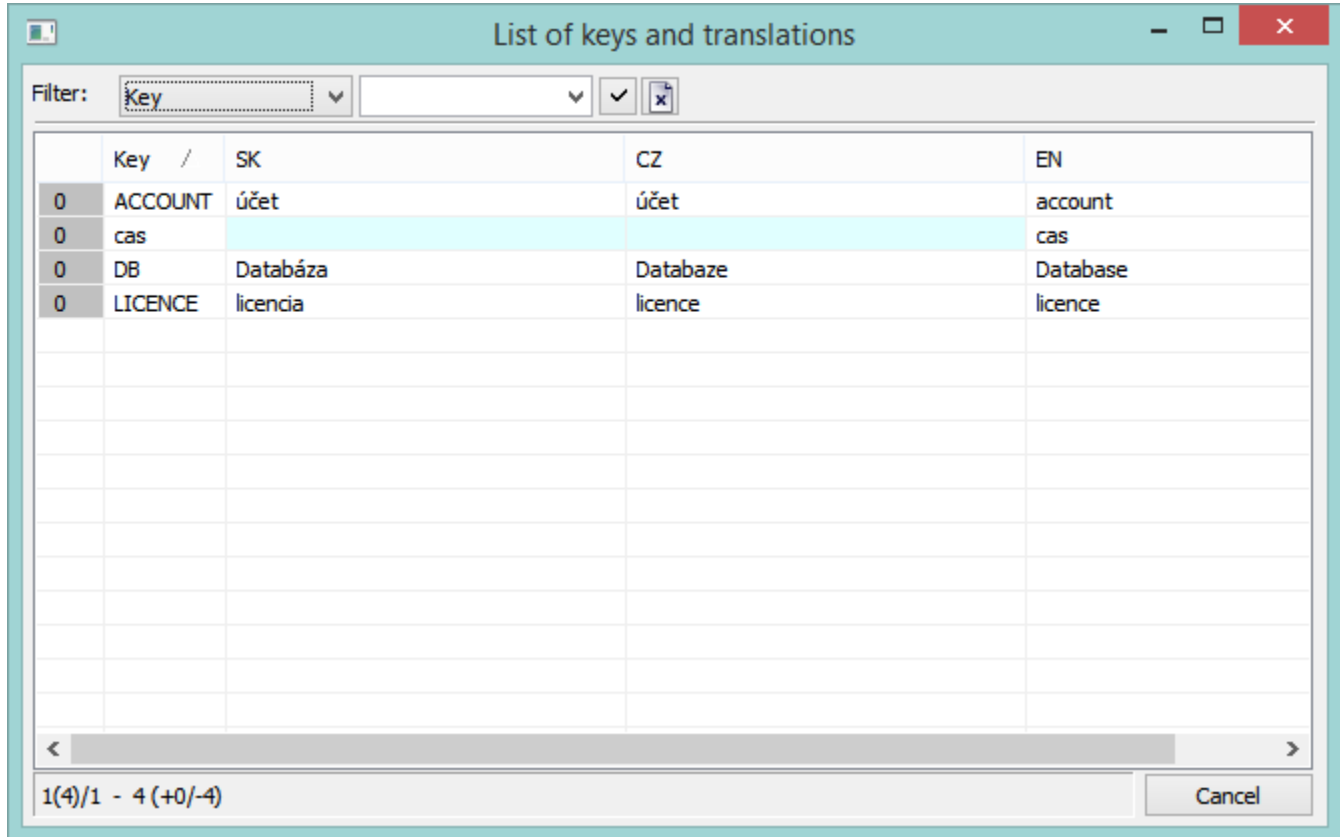 List of keys and translations
Filter: Key
Key / SK CZ EN
0 ACCOUNT účet účet account
0 cas cas
0 DB Databáza Databaze Database
0 LICENCE licencia licence licence
1(4)/1 - 4 (+0/-4) Cancel